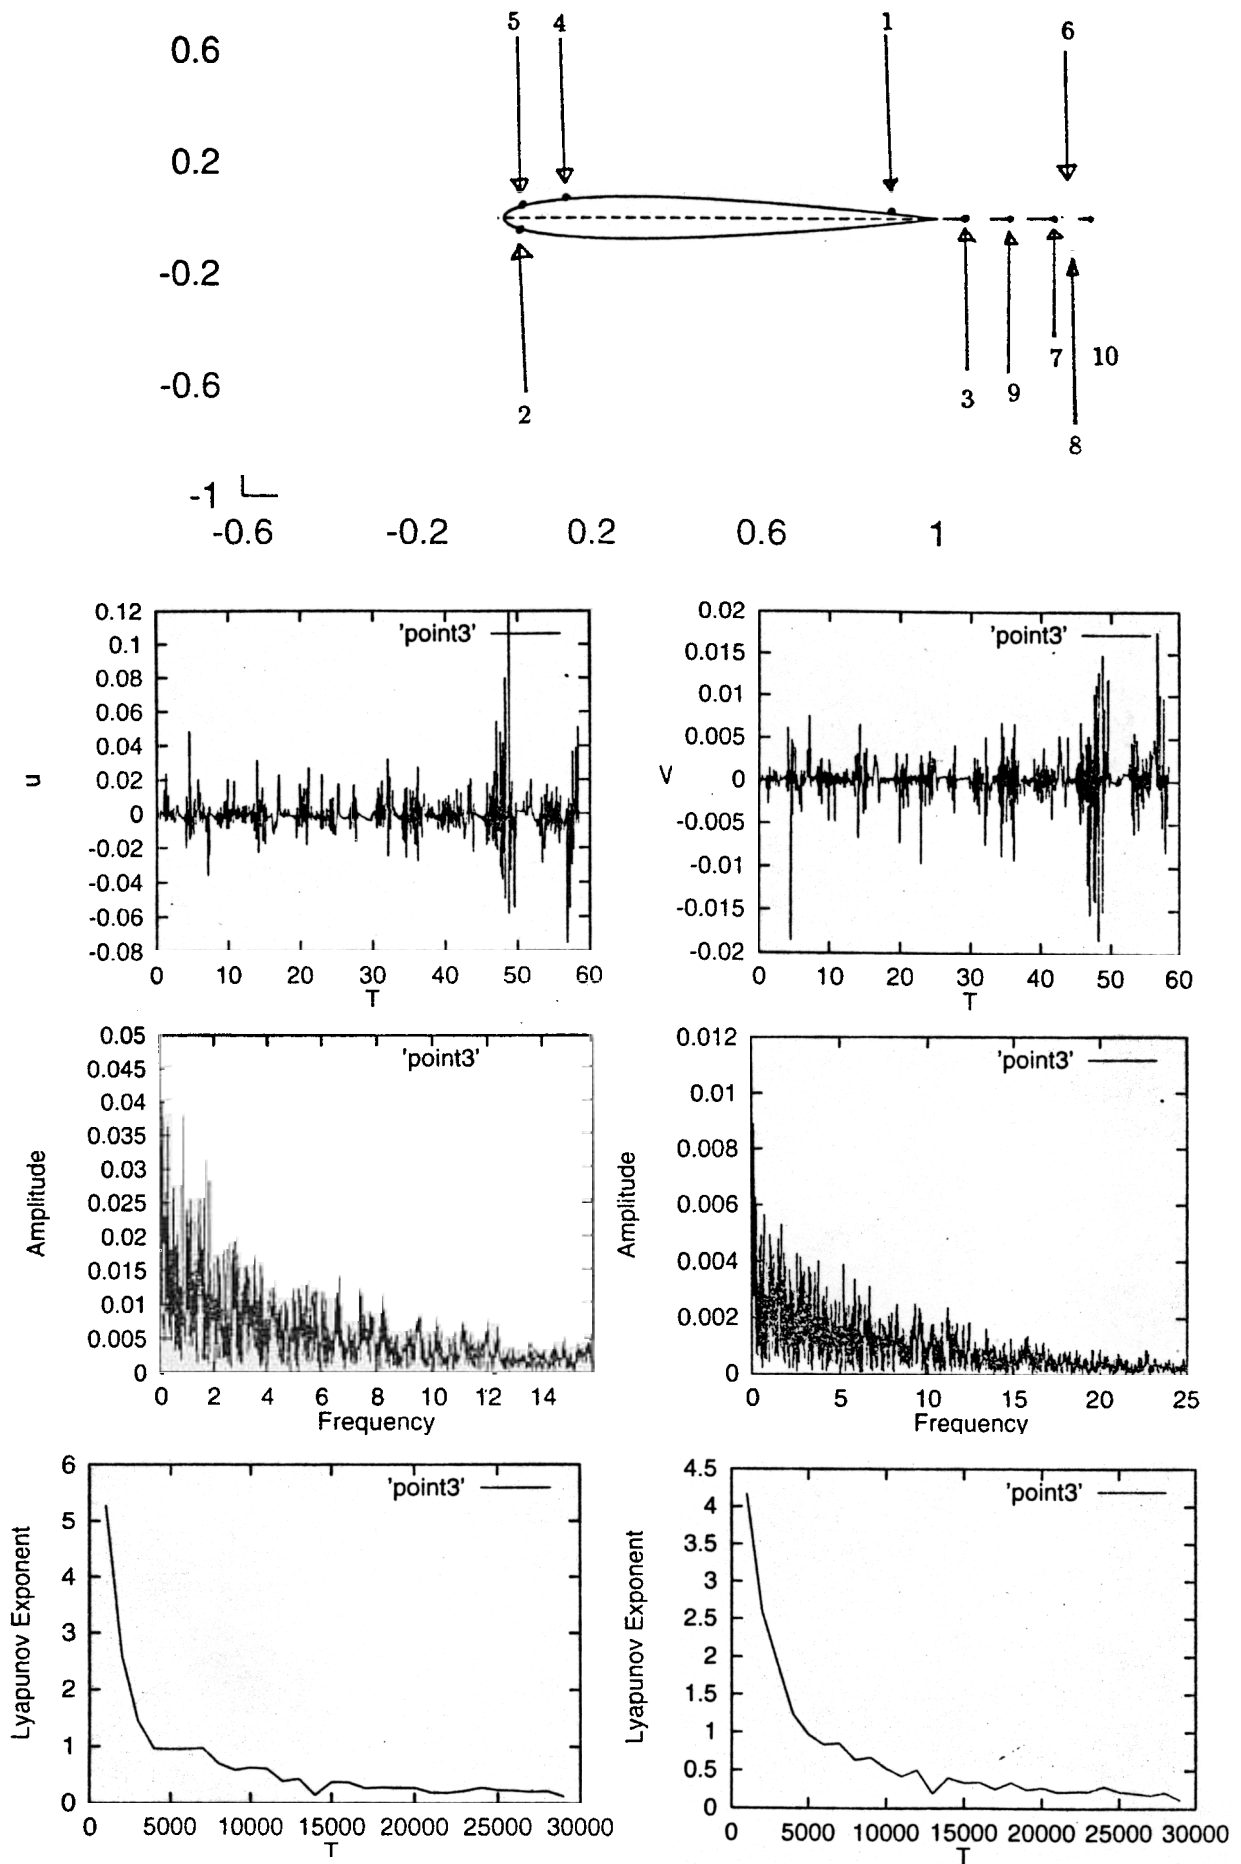 5 4 1 6
0.6
0.2
-0.2
-0.6
2 3 9 7 10
8
-1
-0.6 -0.2 0.2 0.6 1
0.12
0.1
0.08
0.06
0.04
0.02
0
-0.02
-0.04
-0.06
-0.08
u
'point3'
0 10 20 30 40 50 60
T
0.02
0.015
0.01
0.005
0
-0.005
-0.01
-0.015
-0.02
V
'point3'
0 10 20 30 40 50 60
T
0.05
0.045
0.04
0.035
0.03
0.025
0.02
0.015
0.01
0.005
0
Amplitude
'point3'
0 2 4 6 8 10 12 14
Frequency
0.012
0.01
0.008
0.006
0.004
0.002
0
Amplitude
'point3'
0 5 10 15 20 25
Frequency
6
5
4
3
2
1
0
Lyapunov Exponent
'point3'
0 5000 10000 15000 20000 25000 30000
T
4.5
4
3.5
3
2.5
2
1.5
1
0.5
0
Lyapunov Exponent
'point3'
0 5000 10000 15000 20000 25000 30000
T